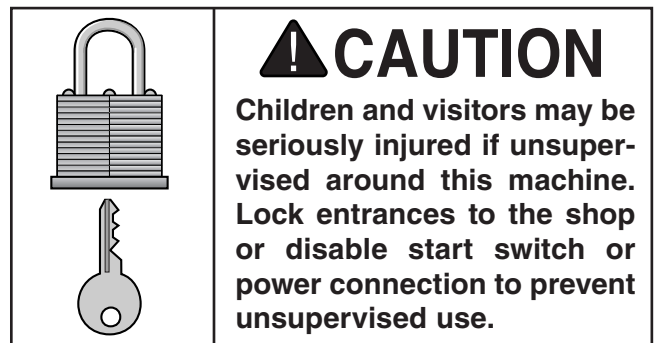 CAUTION
Children and visitors may be
seriously injured if unsuper-
vised around this machine.
Lock entrances to the shop
or disable start switch or
power connection to prevent
unsupervised use.